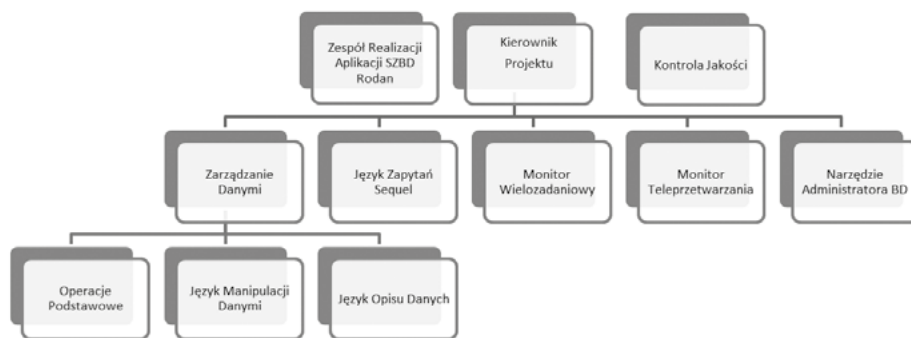 Zespół Realizacji
Aplikacji SZBD
Rodan
Kierownik
Projektu
Kontrola Jakości
Zarządzanie
Danymi
Język Zapytań
Sequel
Monitor
Wielozadaniowy
Monitor
Teleprzetwarzania
Narzędzie
Administratora BD
Operacje
Podstawowe
Język Manipulacji
Danymi
Język Opisu Danych